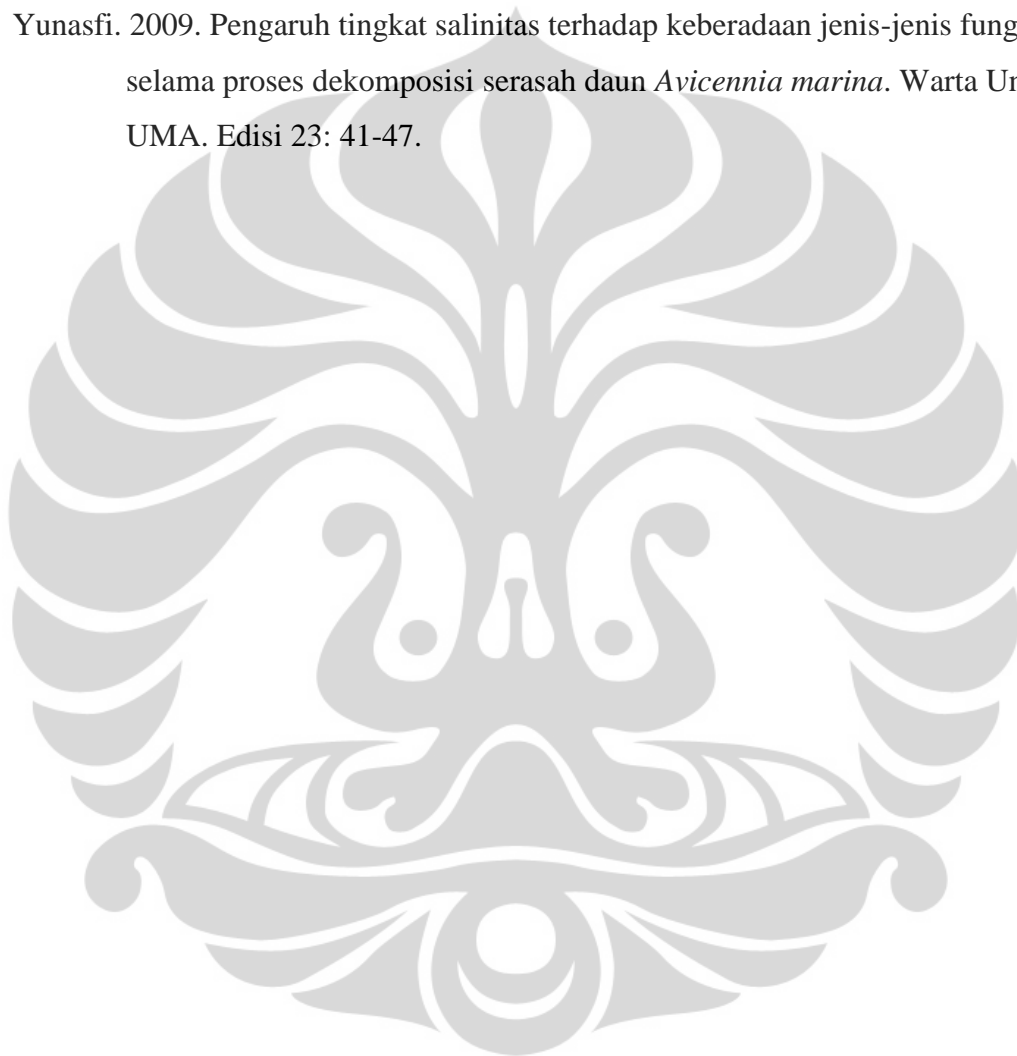 Yunasfi. 2009. Pengaruh tingkat salinitas terhadap keberadaan jenis-jenis fung
selama proses dekomposisi serasah daun Avicennia marina. Warta
UMA. Edisi 23: 41-47.